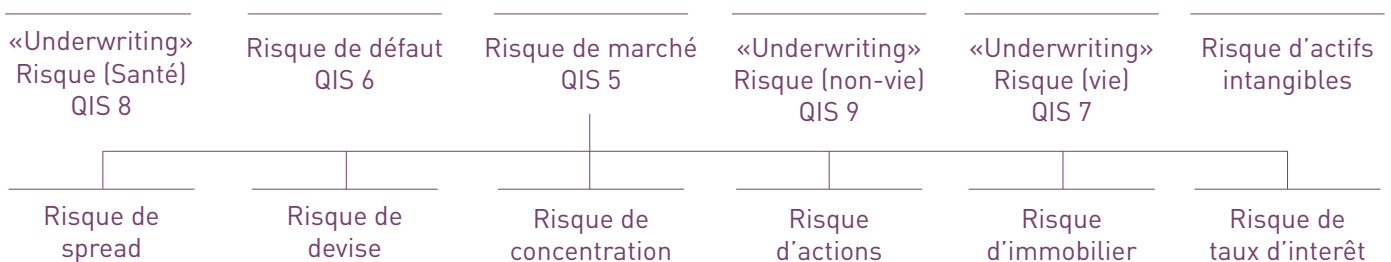 «Underwriting»
Risque (Santé)
QIS 8
Risque de défaut
QIS 6
Risque de marché
QIS 5
«Underwriting»
Risque (non-vie)
QIS 9
«Underwriting»
Risque (vie)
QIS 7
Risque d’actifs
intangibles
Risque de
spread
Risque de
devise
Risque de
concentration
Risque
d’actions
Risque
d’immobilier
Risque de
taux d’interêt